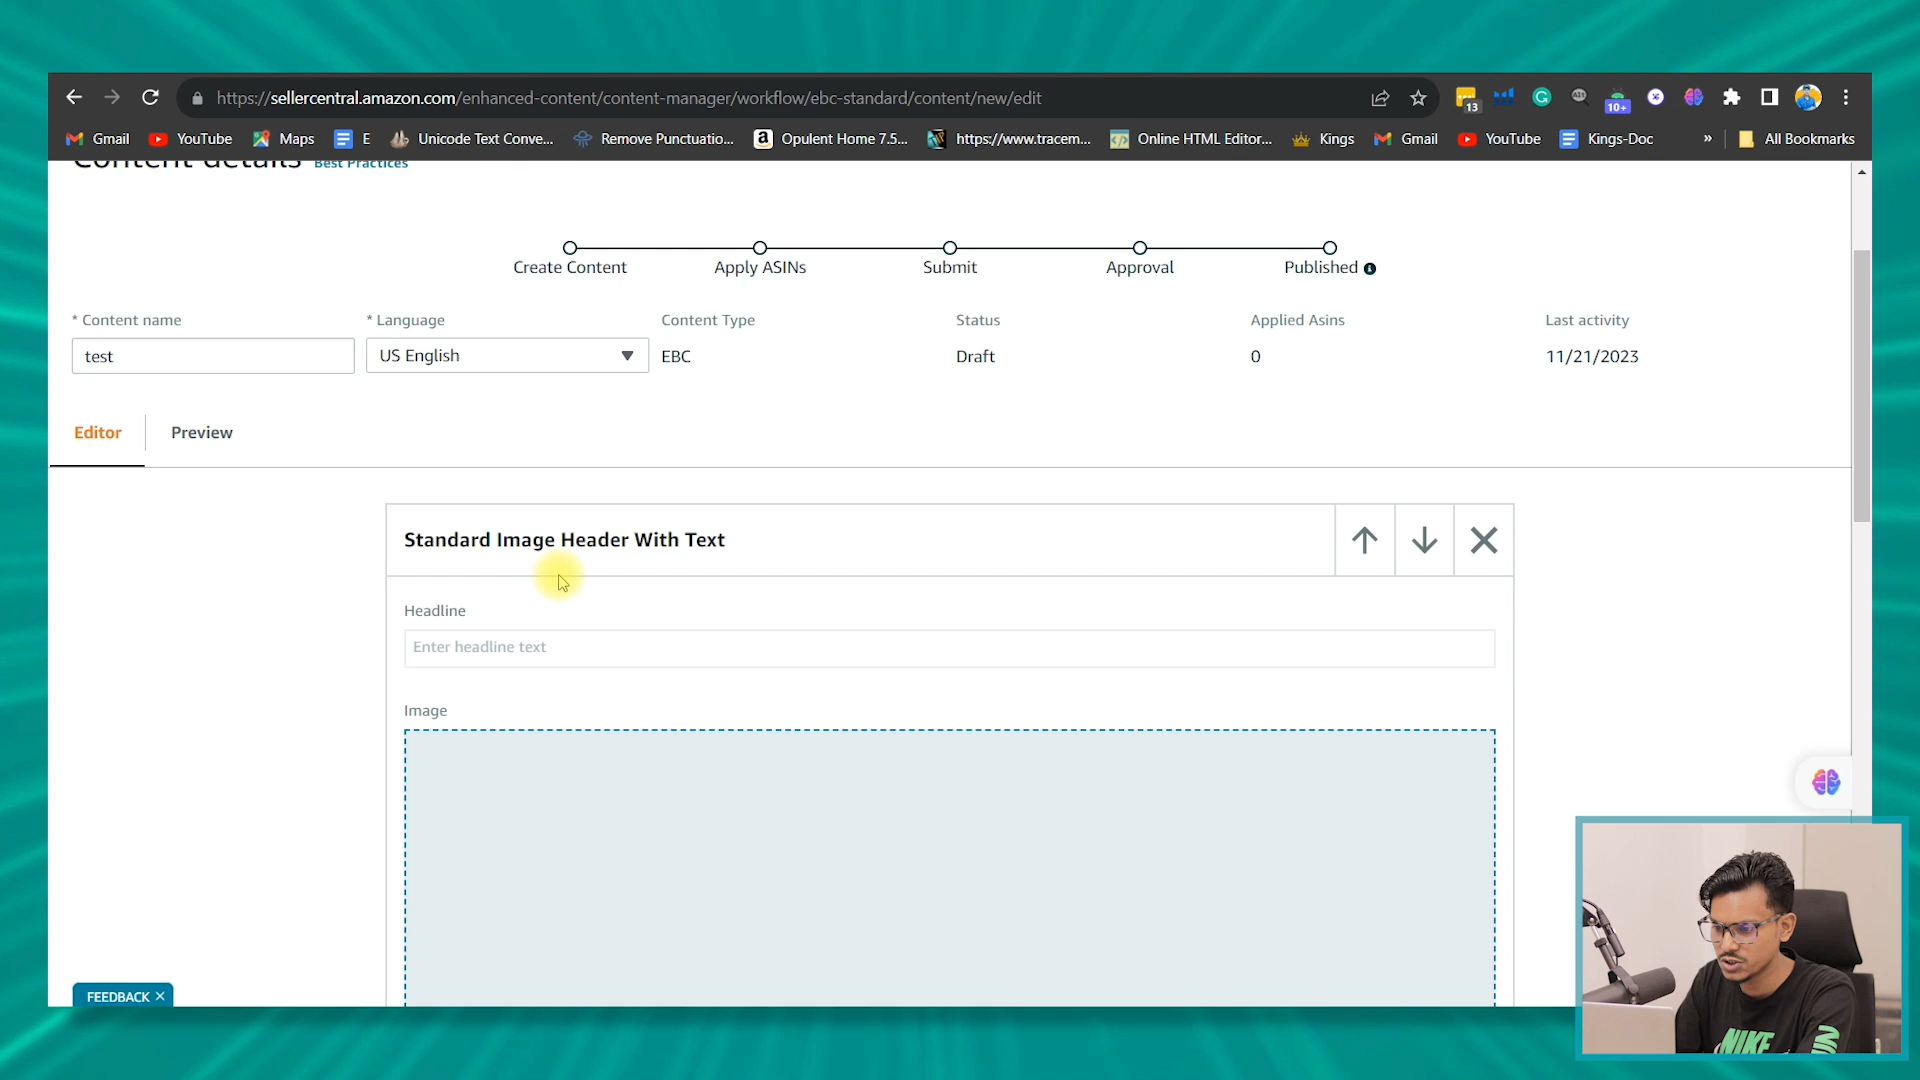 https://sellercentral.amazon.com/enhanced-content/content-manager/workflow/ebc-standard/content/new/edit
13
10+
Gmail YouTube Maps E Unicode Text Conve... Remove Punctuatio... Opulent Home 7.5... https://www.tracem... Online HTML Editor... Kings Gmail YouTube Kings-Doc » All Bookmarks
Content details Best Practices
Create Content Apply ASINs Submit Approval Published
* Content name * Language Content Type Status Applied Asins Last activity
test US English EBC Draft 0 11/21/2023
Editor Preview
Standard Image Header With Text
Headline
Enter headline text
Image
FEEDBACK
NIKE